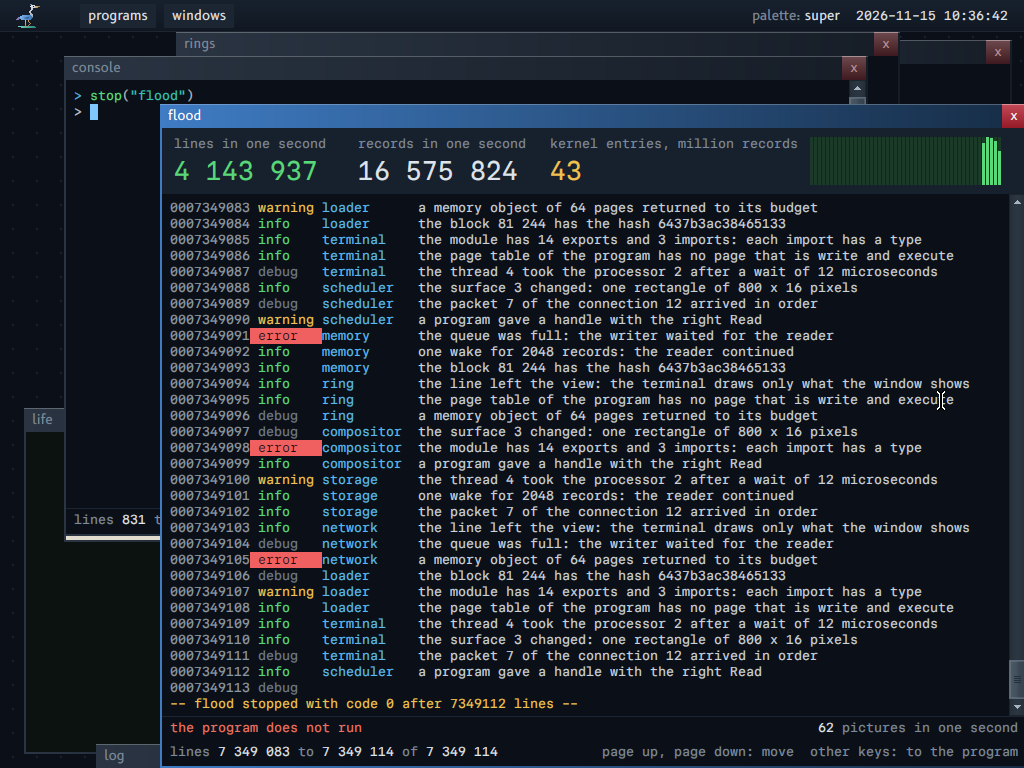 programs windows palette: super 2026-11-15 10:36:42
rings x
x
console x
> stop("flood")
>
flood x
lines in one second records in one second kernel entries, million records
4 143 937 16 575 824 43
0007349083 warning loader a memory object of 64 pages returned to its budget
0007349084 info loader the block 81 244 has the hash 6437b3ac38465133
0007349085 info terminal the module has 14 exports and 3 imports: each import has a type
0007349086 info terminal the page table of the program has no page that is write and execute
0007349087 debug terminal the thread 4 took the processor 2 after a wait of 12 microseconds
0007349088 info scheduler the surface 3 changed: one rectangle of 800 x 16 pixels
0007349089 debug scheduler the packet 7 of the connection 12 arrived in order
0007349090 warning scheduler a program gave a handle with the right Read
0007349091 error memory the queue was full: the writer waited for the reader
0007349092 info memory one wake for 2048 records: the reader continued
0007349093 info memory the block 81 244 has the hash 6437b3ac38465133
0007349094 info ring the line left the view: the terminal draws only what the window shows
0007349095 info ring the page table of the program has no page that is write and execute
0007349096 debug ring a memory object of 64 pages returned to its budget
0007349097 debug compositor the surface 3 changed: one rectangle of 800 x 16 pixels
0007349098 error compositor the module has 14 exports and 3 imports: each import has a type
0007349099 info compositor a program gave a handle with the right Read
0007349100 warning storage the thread 4 took the processor 2 after a wait of 12 microseconds
0007349101 info storage one wake for 2048 records: the reader continued
0007349102 info storage the packet 7 of the connection 12 arrived in order
0007349103 info network the line left the view: the terminal draws only what the window shows
0007349104 debug network the queue was full: the writer waited for the reader
0007349105 error network a memory object of 64 pages returned to its budget
0007349106 debug loader the block 81 244 has the hash 6437b3ac38465133
0007349107 warning loader the module has 14 exports and 3 imports: each import has a type
0007349108 info loader the page table of the program has no page that is write and execute
0007349109 info terminal the thread 4 took the processor 2 after a wait of 12 microseconds
0007349110 info terminal the surface 3 changed: one rectangle of 800 x 16 pixels
0007349111 debug terminal the packet 7 of the connection 12 arrived in order
0007349112 info scheduler a program gave a handle with the right Read
0007349113 debug
-- flood stopped with code 0 after 7349112 lines --
the program does not run 62 pictures in one second
lines 7 349 083 to 7 349 114 of 7 349 114 page up, page down: move other keys: to the program
life
lines 831 t
log